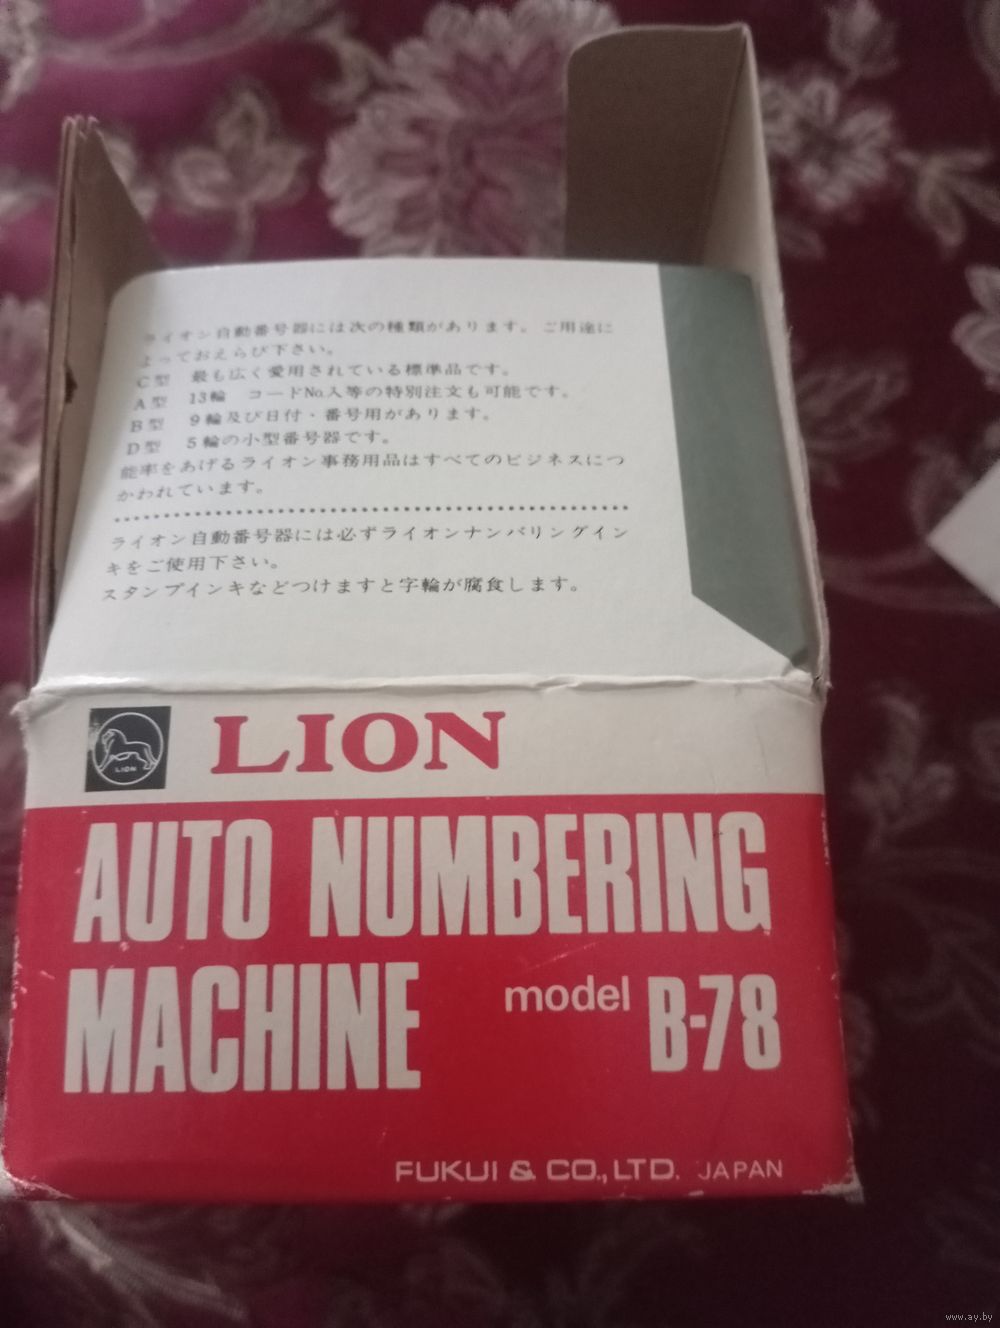 ライオン自動番号器には次の種類があります。ご用途に
よっておえらび下さい。
C型 最も広く愛用されている標準品です。
A型 13輪 コードNo.入等の特別注文も可能です。
B型 9輪及び日付・番号用があります。
D型 5輪の小型番号器です。
能率をあげるライオン事務用品はすべてのビジネスにつ
かわれています。
ライオン自動番号器には必ずライオンナンバリングイン
キをご使用下さい。
スタンプインキなどつけますと字輪が腐食します。
LION
LION
AUTO NUMBERING
MACHINE model B-78
FUKUI & CO., LTD. JAPAN
www.ay.by